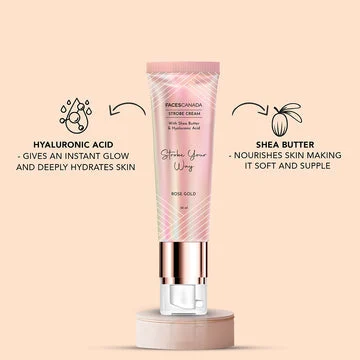 FACESCANADA
STROBE CREAM
With Shea Butter
& Hyaluronic Acid
Strobe Your
Way
ROSE GOLD
HYALURONIC ACID
- GIVES AN INSTANT GLOW
AND DEEPLY HYDRATES SKIN
SHEA BUTTER
- NOURISHES SKIN MAKING
IT SOFT AND SUPPLE